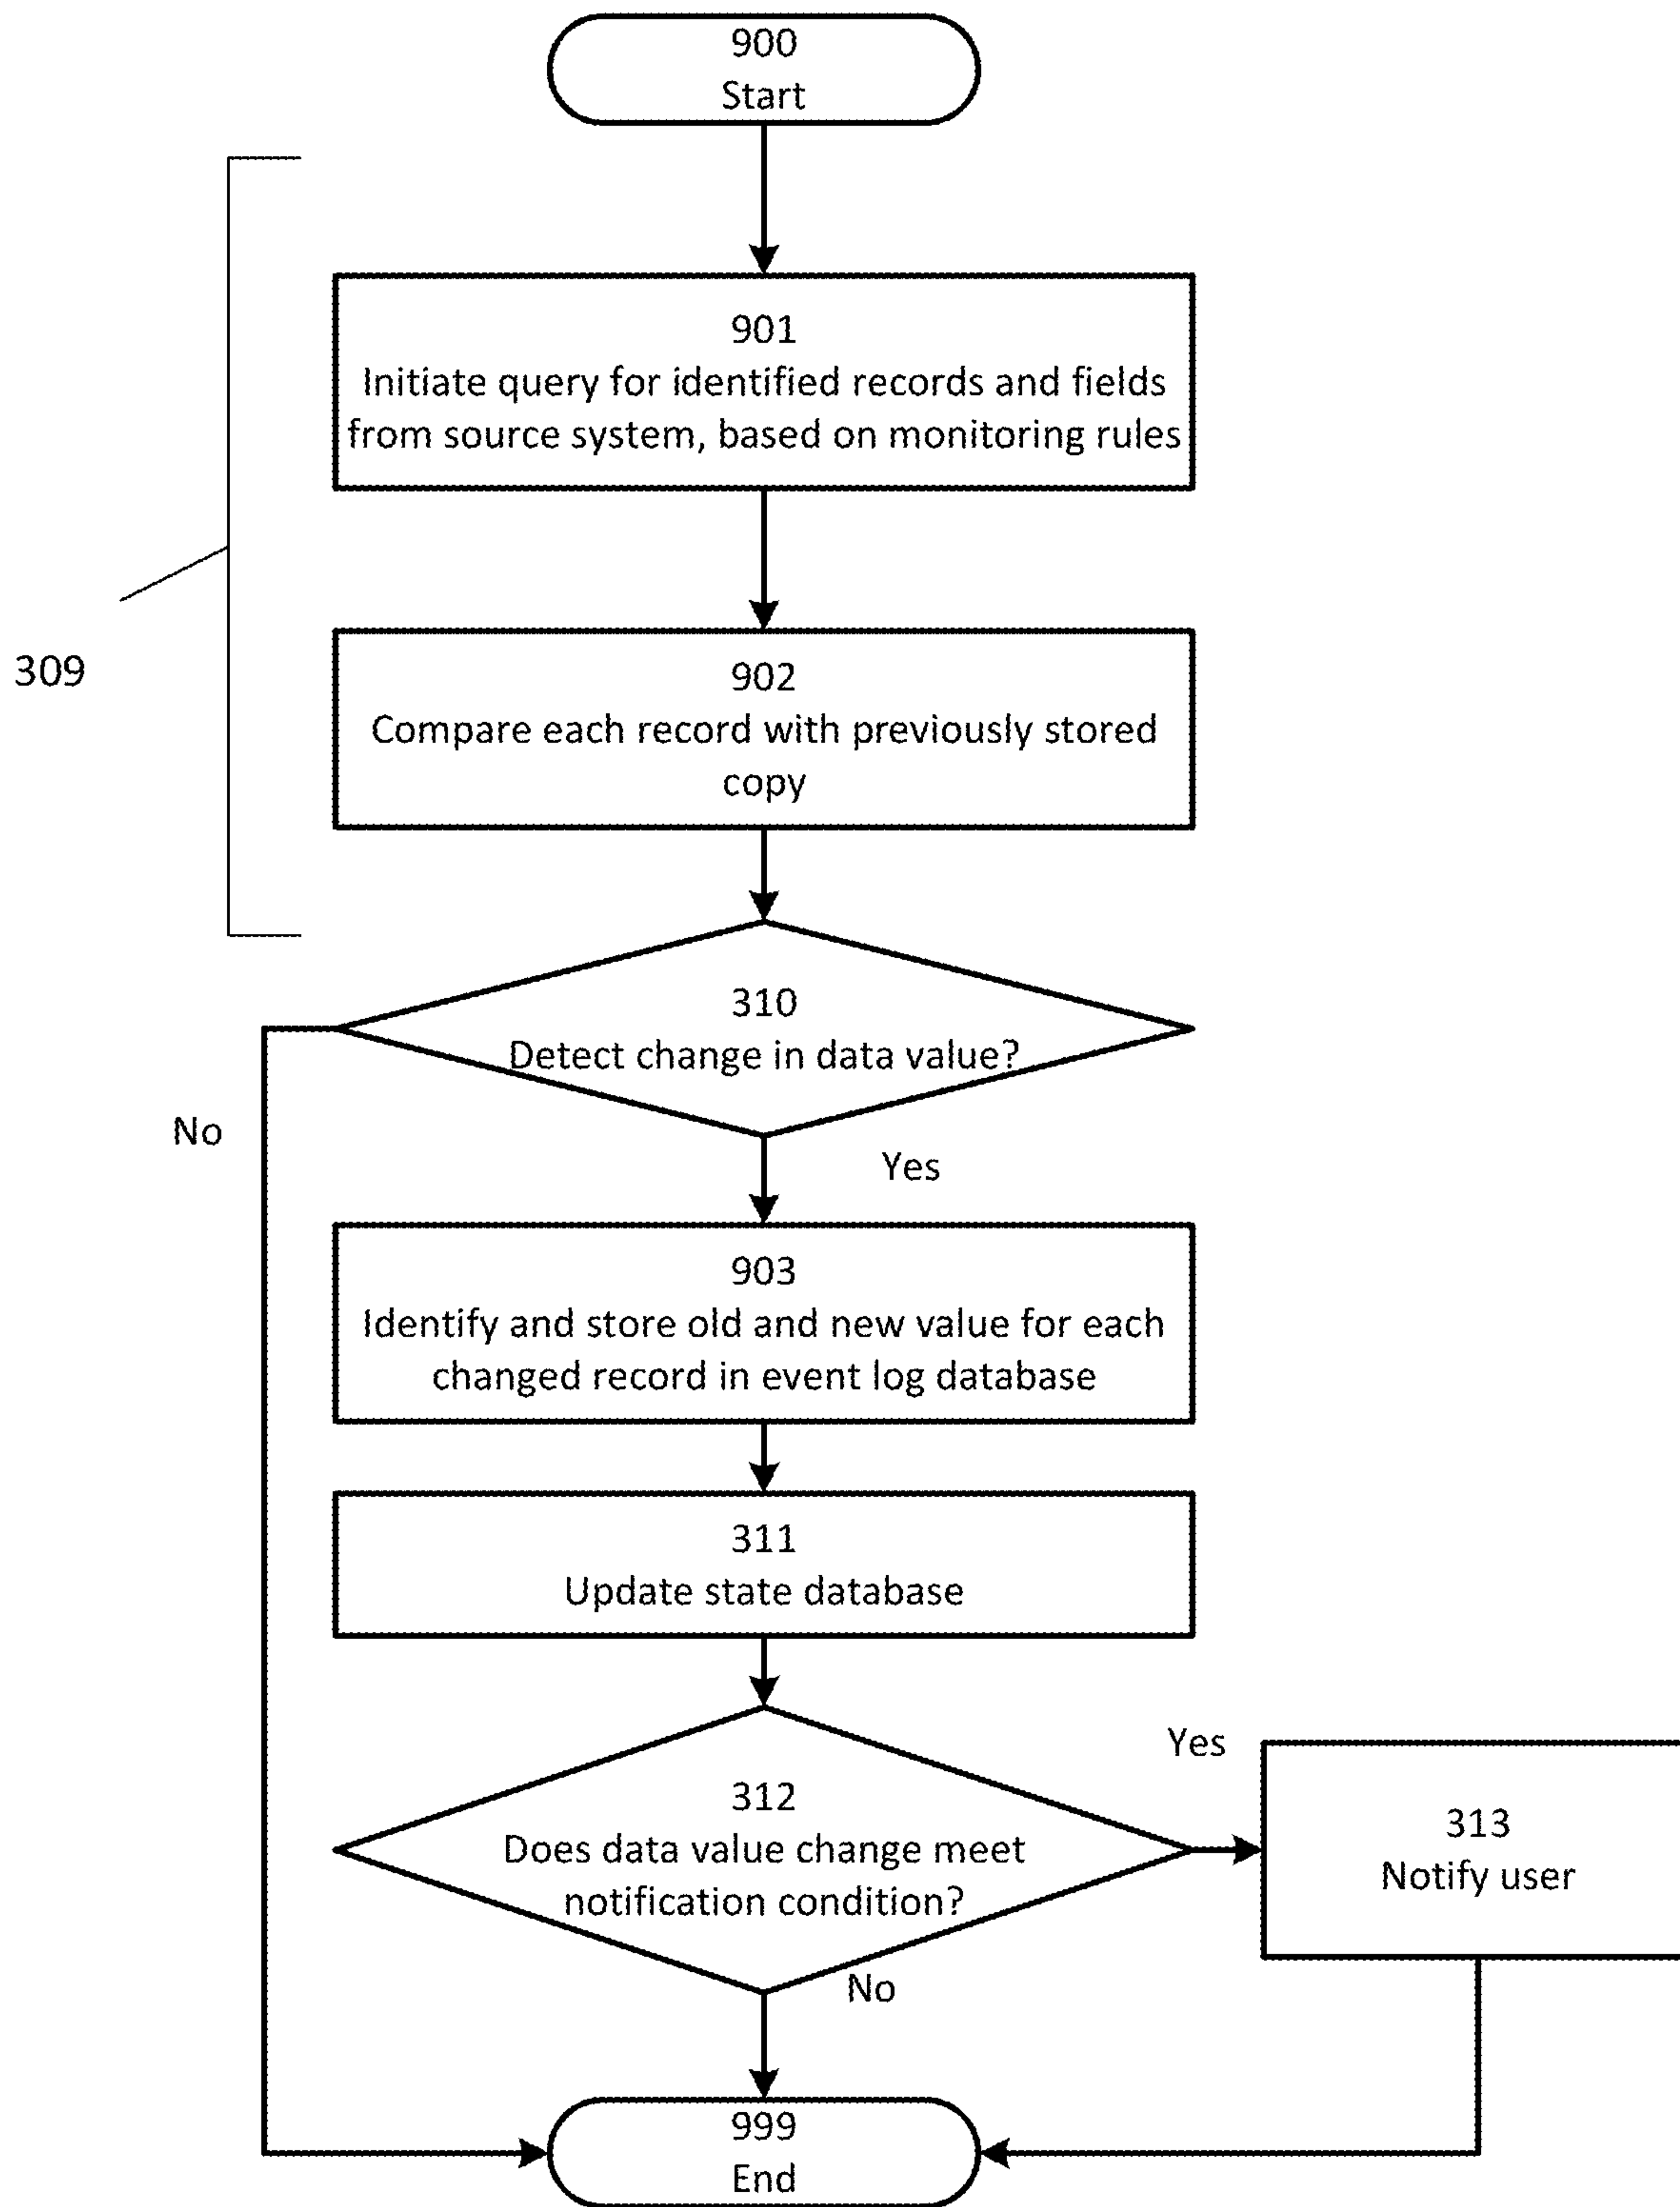 900
Start
901
Initiate query for identified records and fields
from source system, based on monitoring rules
309
902
Compare each record with previously stored
copy
310
Detect change in data value?
No
Yes
903
Identify and store old and new value for each
changed record in event log database
311
Update state database
312
Does data value change meet
notification condition?
Yes
313
Notify user
No
999
End